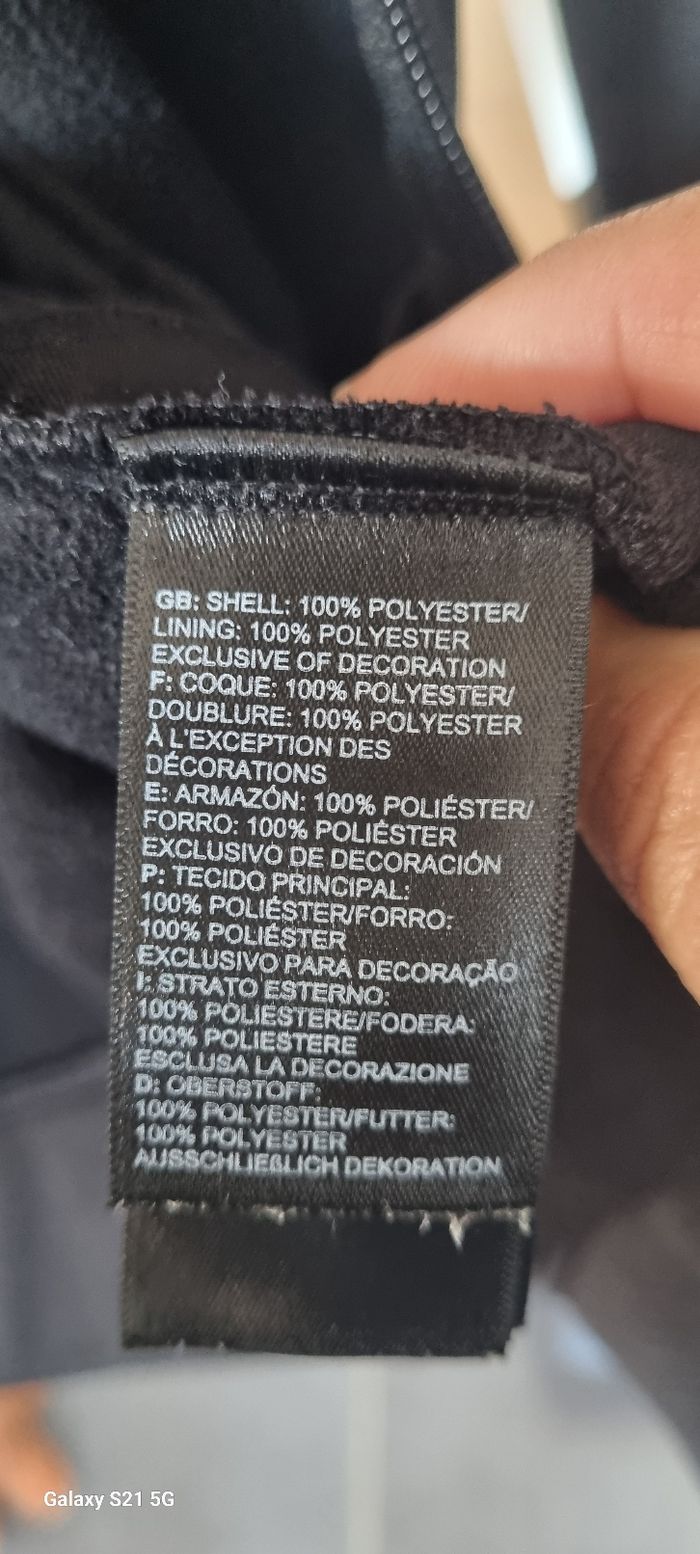 GB: SHELL: 100% POLYESTER/
LINING: 100% POLYESTER
EXCLUSIVE OF DECORATION
F: COQUE: 100% POLYESTER/
DOUBLURE: 100% POLYESTER
À L'EXCEPTION DES
DÉCORATIONS
E: ARMAZÓN: 100% POLIÉSTER/
FORRO: 100% POLIÉSTER
EXCLUSIVO DE DECORACIÓN
P: TECIDO PRINCIPAL:
100% POLIÉSTER/FORRO:
100% POLIÉSTER
EXCLUSIVO PARA DECORAÇÃO
I: STRATO ESTERNO:
100% POLIESTERE/FODERA:
100% POLIESTERE
ESCLUSA LA DECORAZIONE
D: OBERSTOFF:
100% POLYESTER/FUTTER:
100% POLYESTER
AUSSCHLIEßLICH DEKORATION
Galaxy S21 5G